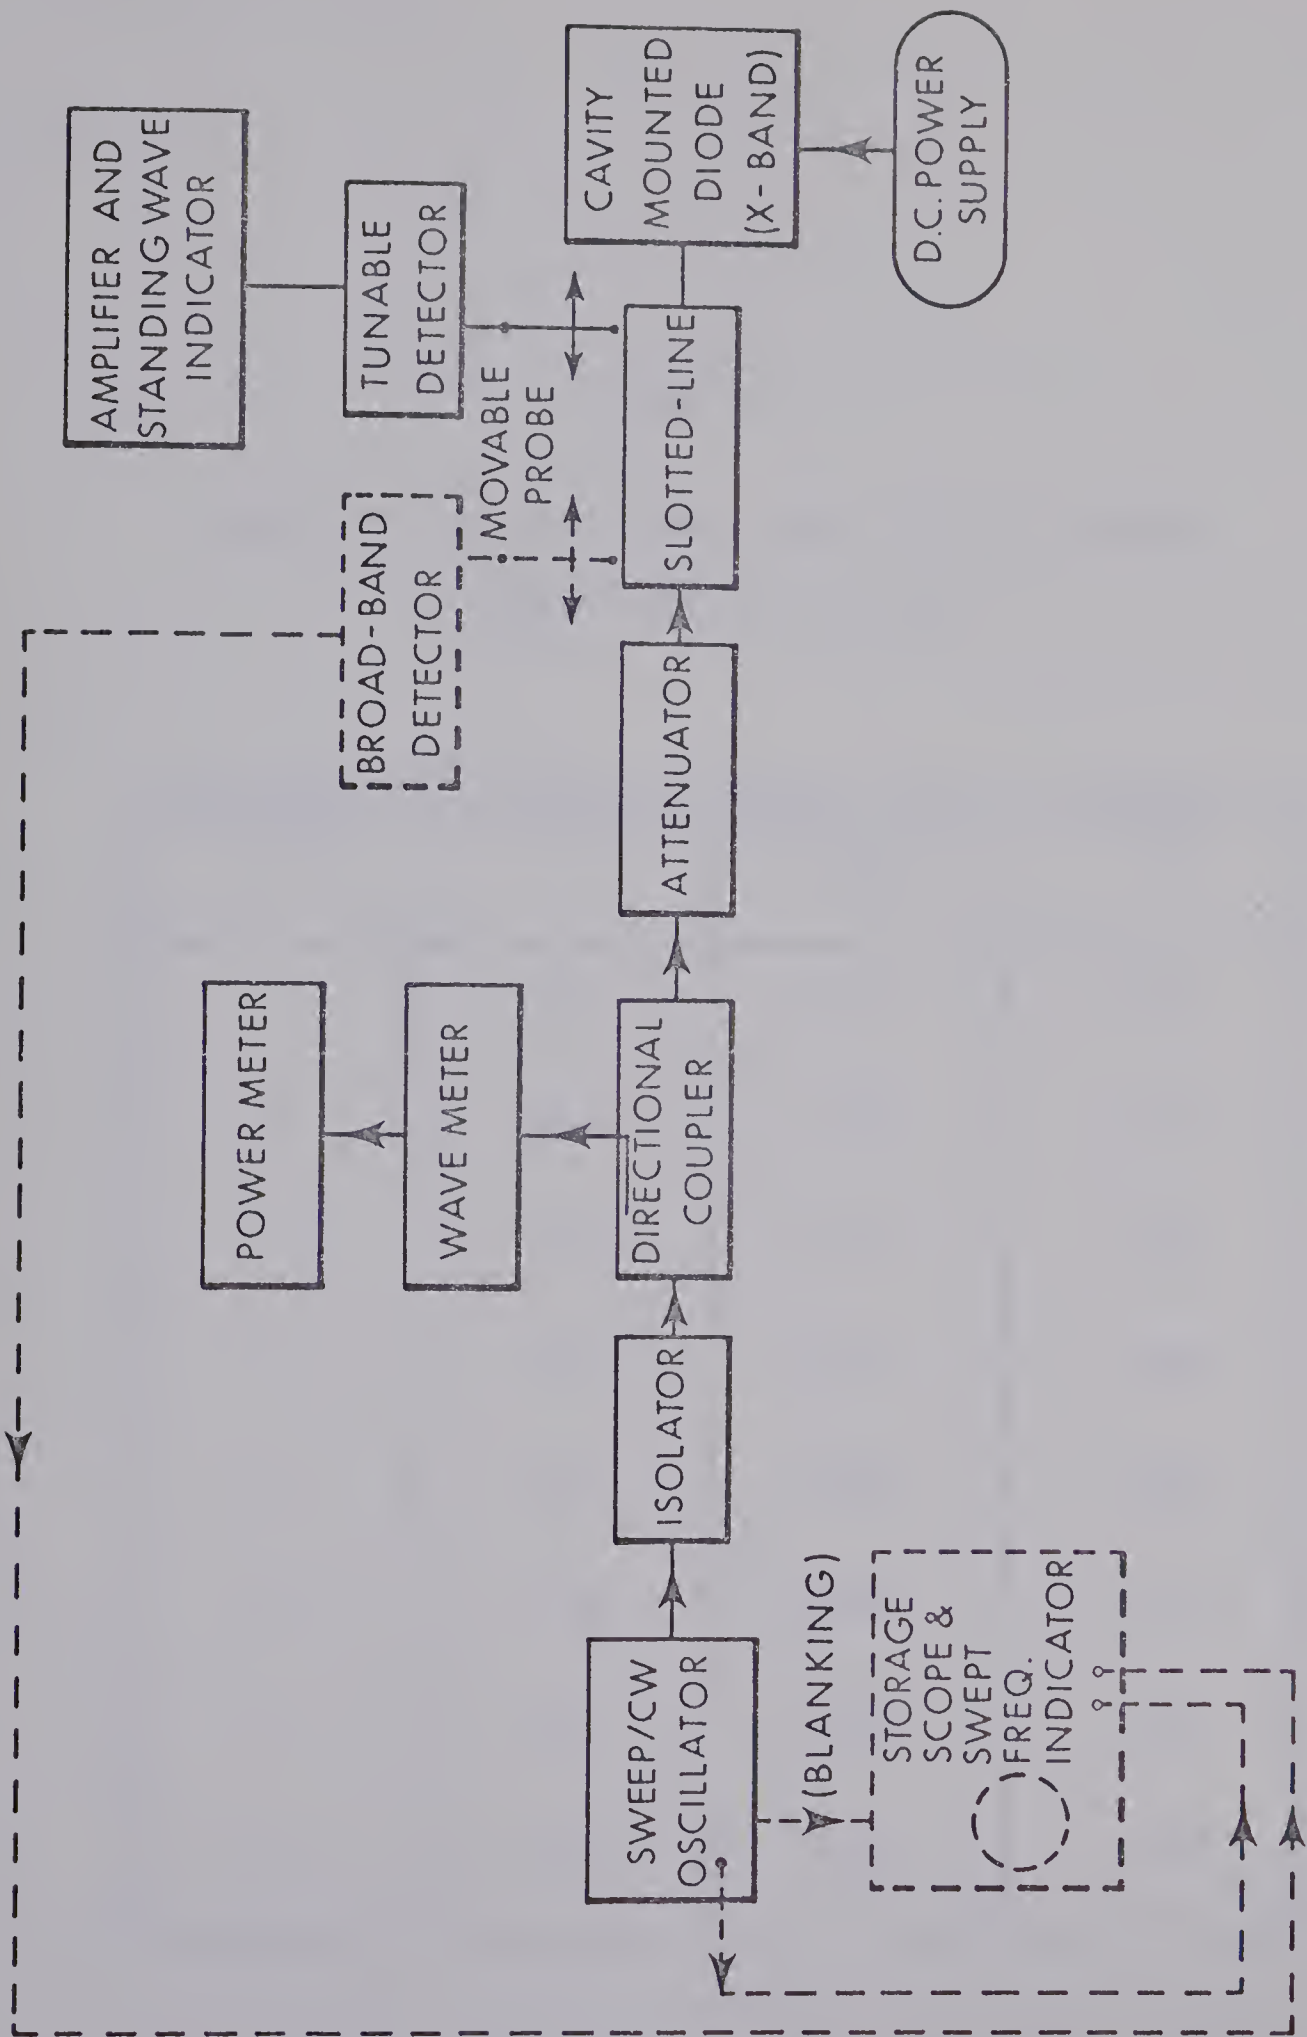 AMPLIFIER AND
STANDING WAVE
INDICATOR
TUNABLE
DETECTOR
BROAD-BAND
DETECTOR
MOVABLE
PROBE
POWER METER
WAVE METER
SWEEP/CW
OSCILLATOR
ISOLATOR
DIRECTIONAL
COUPLER
ATTENUATOR
SLOTTED-LINE
CAVITY
MOUNTED
DIODE
(X-BAND)
D.C. POWER
SUPPLY
(BLANKING)
STORAGE
SCOPE &
SWEPT
FREQ.
INDICATOR